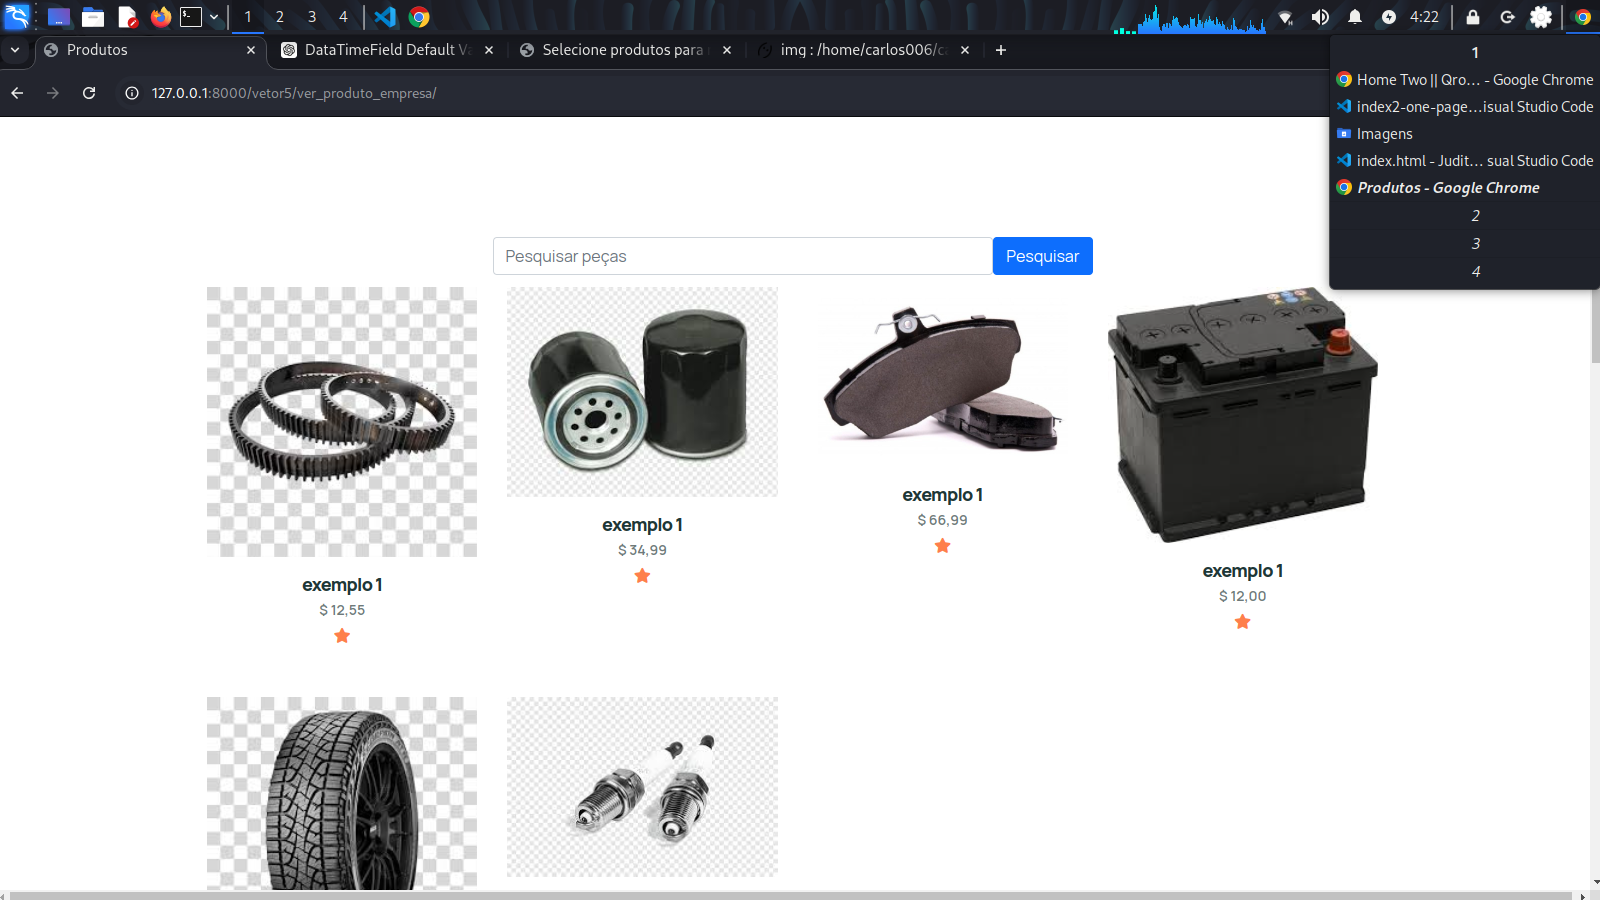 1
2
3
4
4:22
Produtos
DataTimeField Default Va
Selecione produtos para
img : /home/carlos006/c
127.0.0.1:8000/vetor5/ver_produto_empresa/
1
Home Two || Qro... - Google Chrome
index2-one-page...isual Studio Code
Imagens
index.html - Judit... sual Studio Code
Produtos - Google Chrome
2
3
4
Pesquisar peças
Pesquisar
exemplo 1
$ 12,55
exemplo 1
$ 34,99
exemplo 1
$ 66,99
exemplo 1
$ 12,00